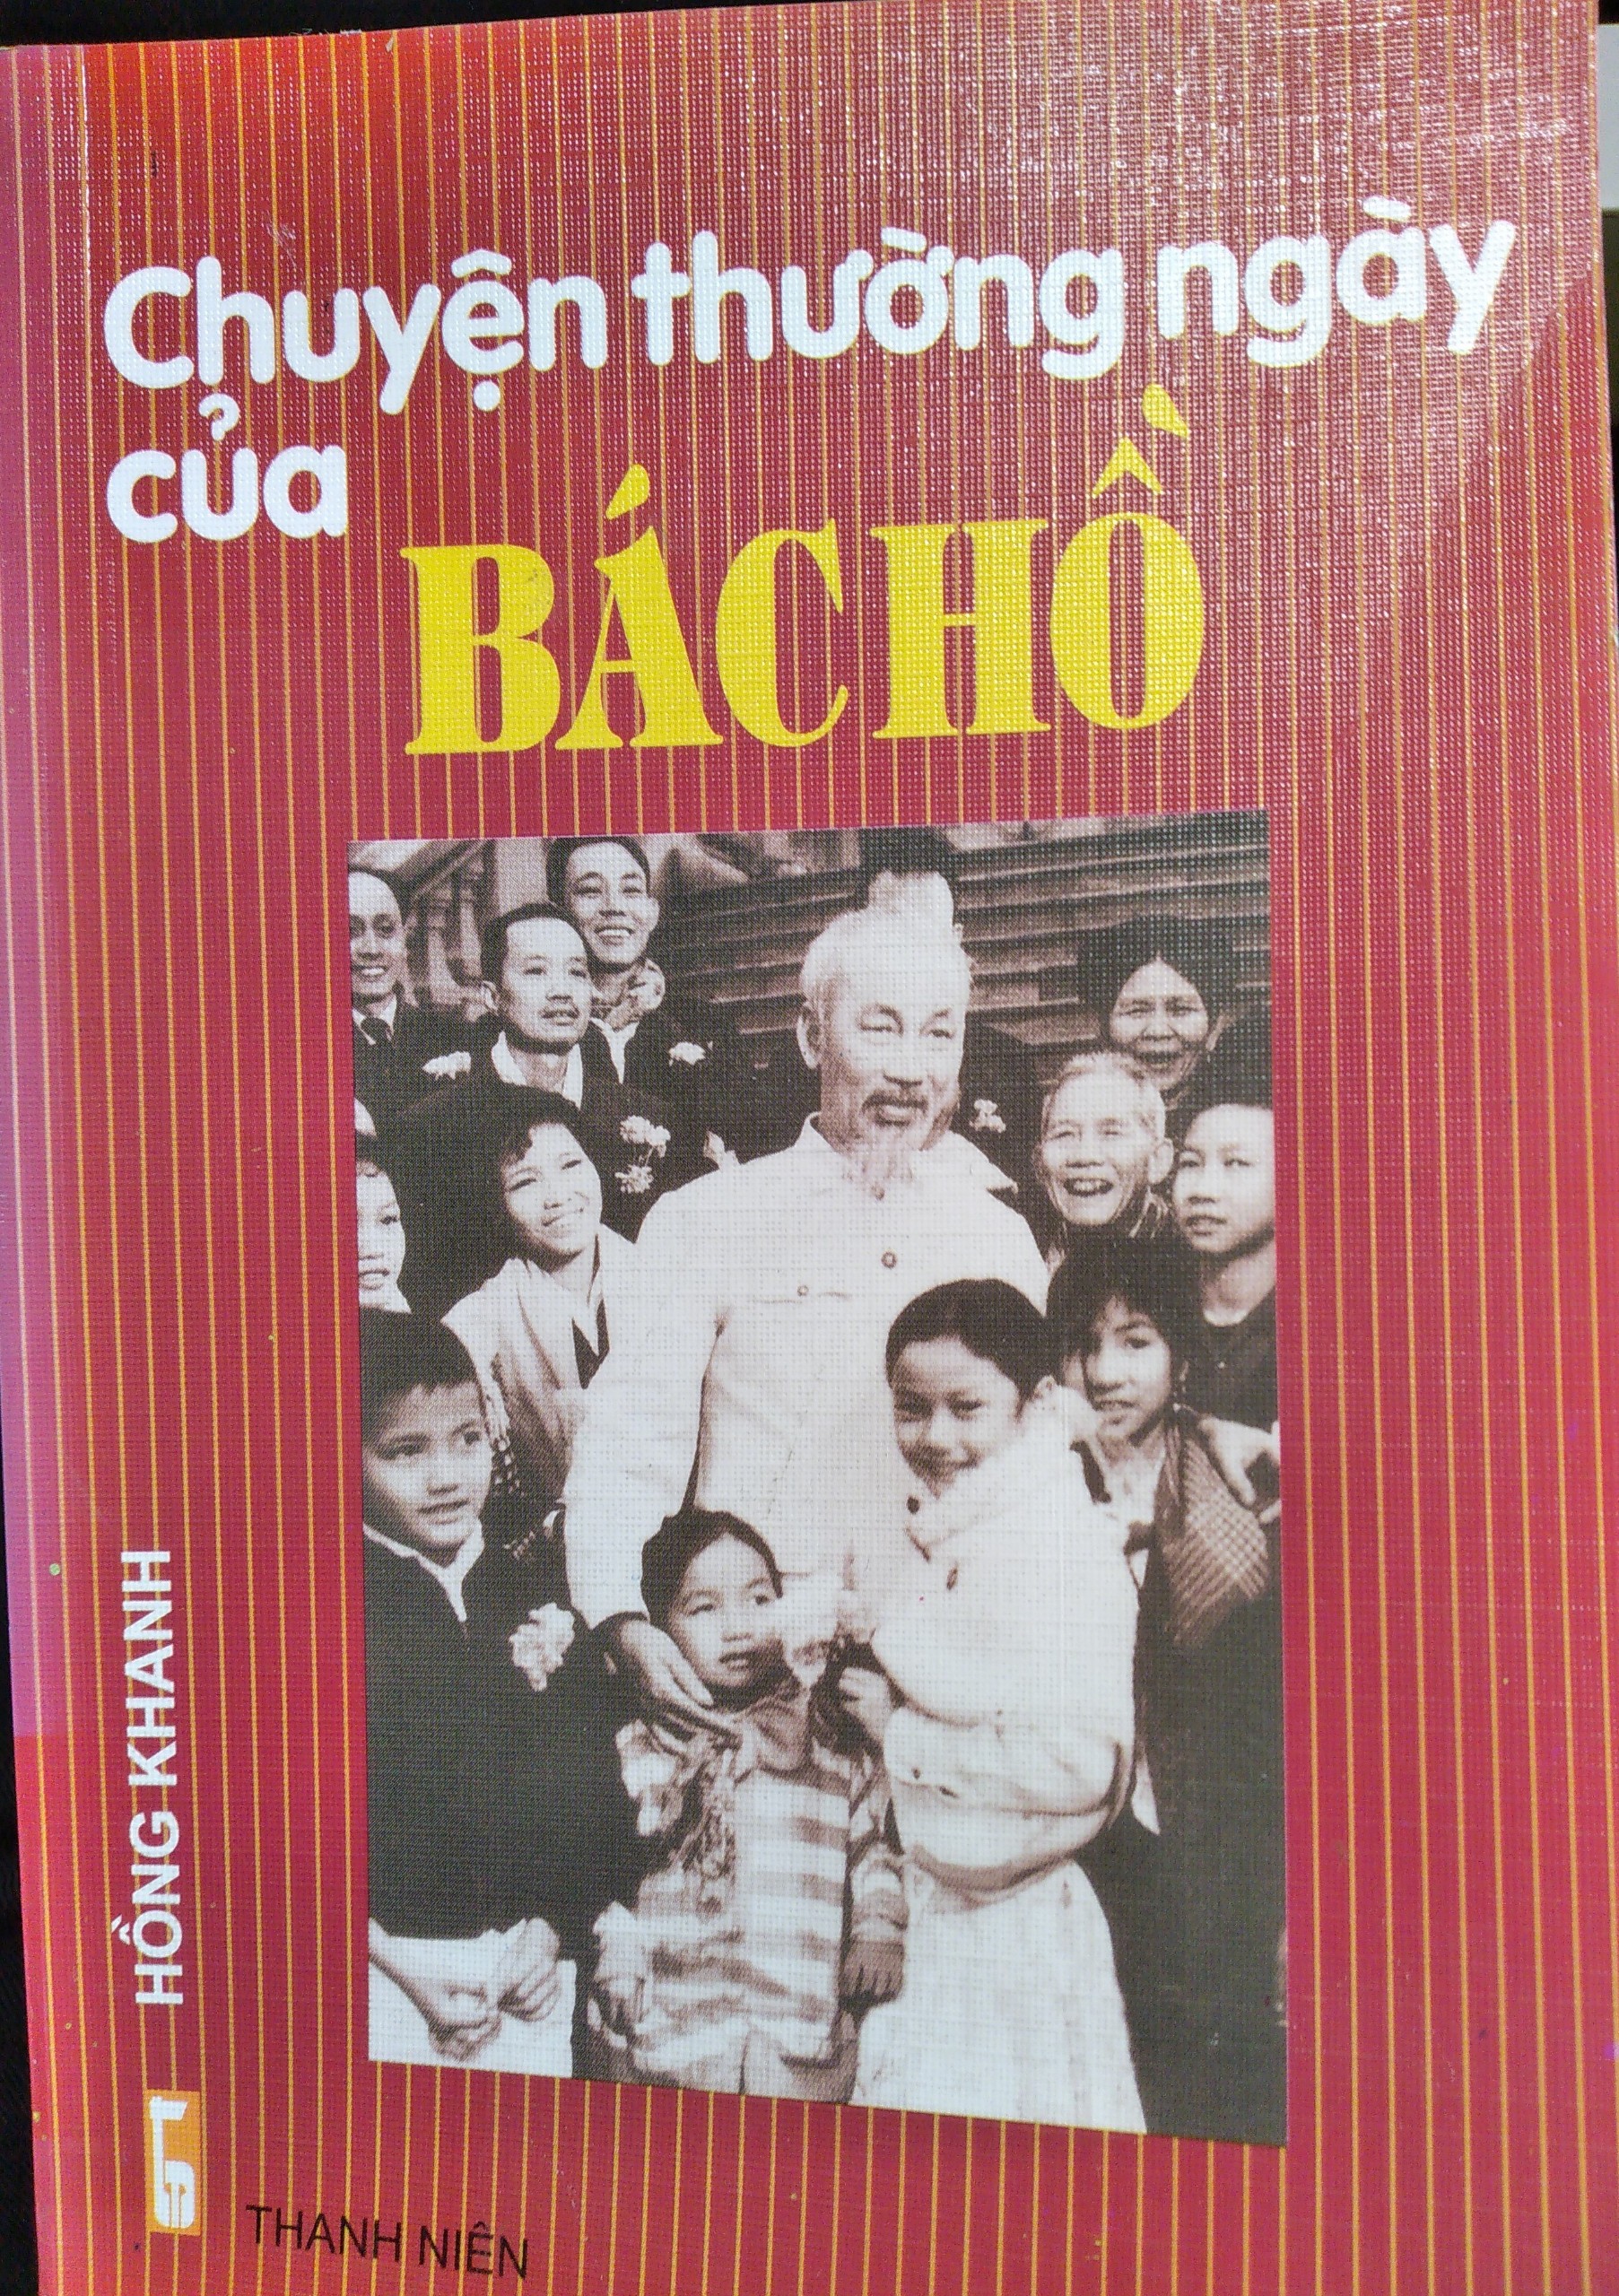 Chuyện thường ngày
của
BÁC HỒ
HỒNG KHANH
THANH NIÊN